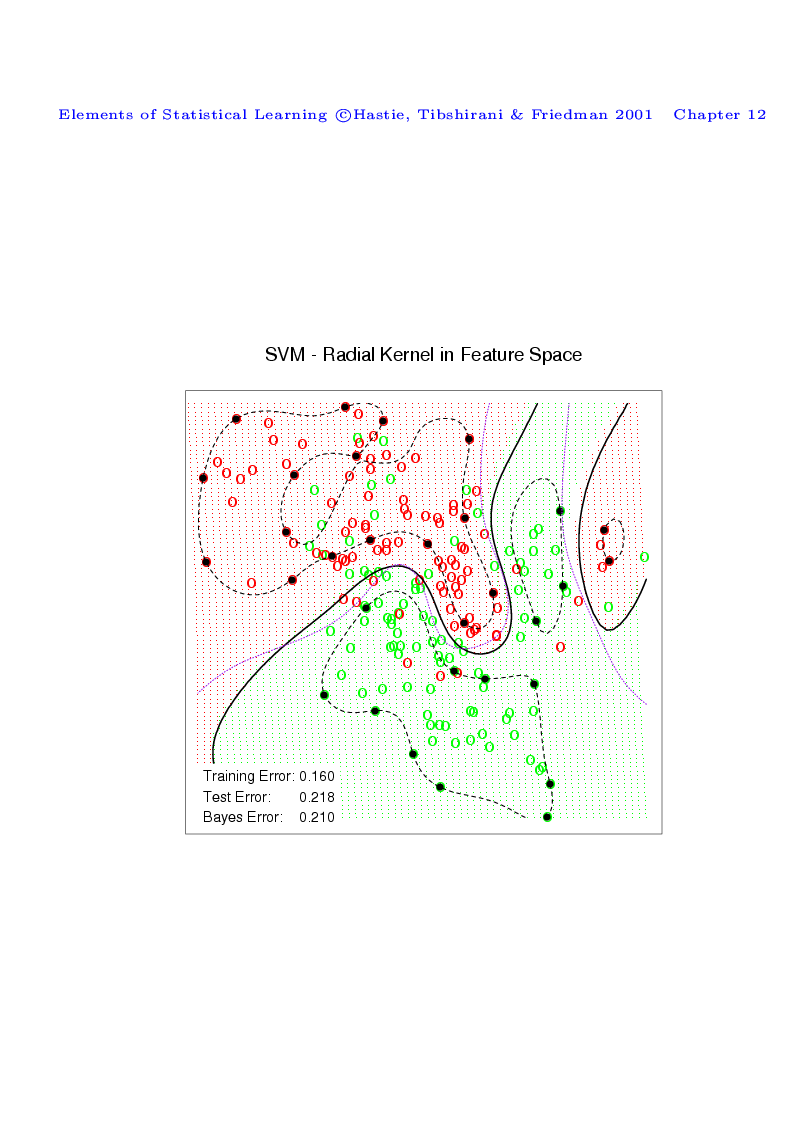 Elements of Statistical Learning ©Hastie, Tibshirani & Friedman 2001 Chapter 12
SVM - Radial Kernel in Feature Space
Training Error: 0.160
Test Error: 0.218
Bayes Error: 0.210